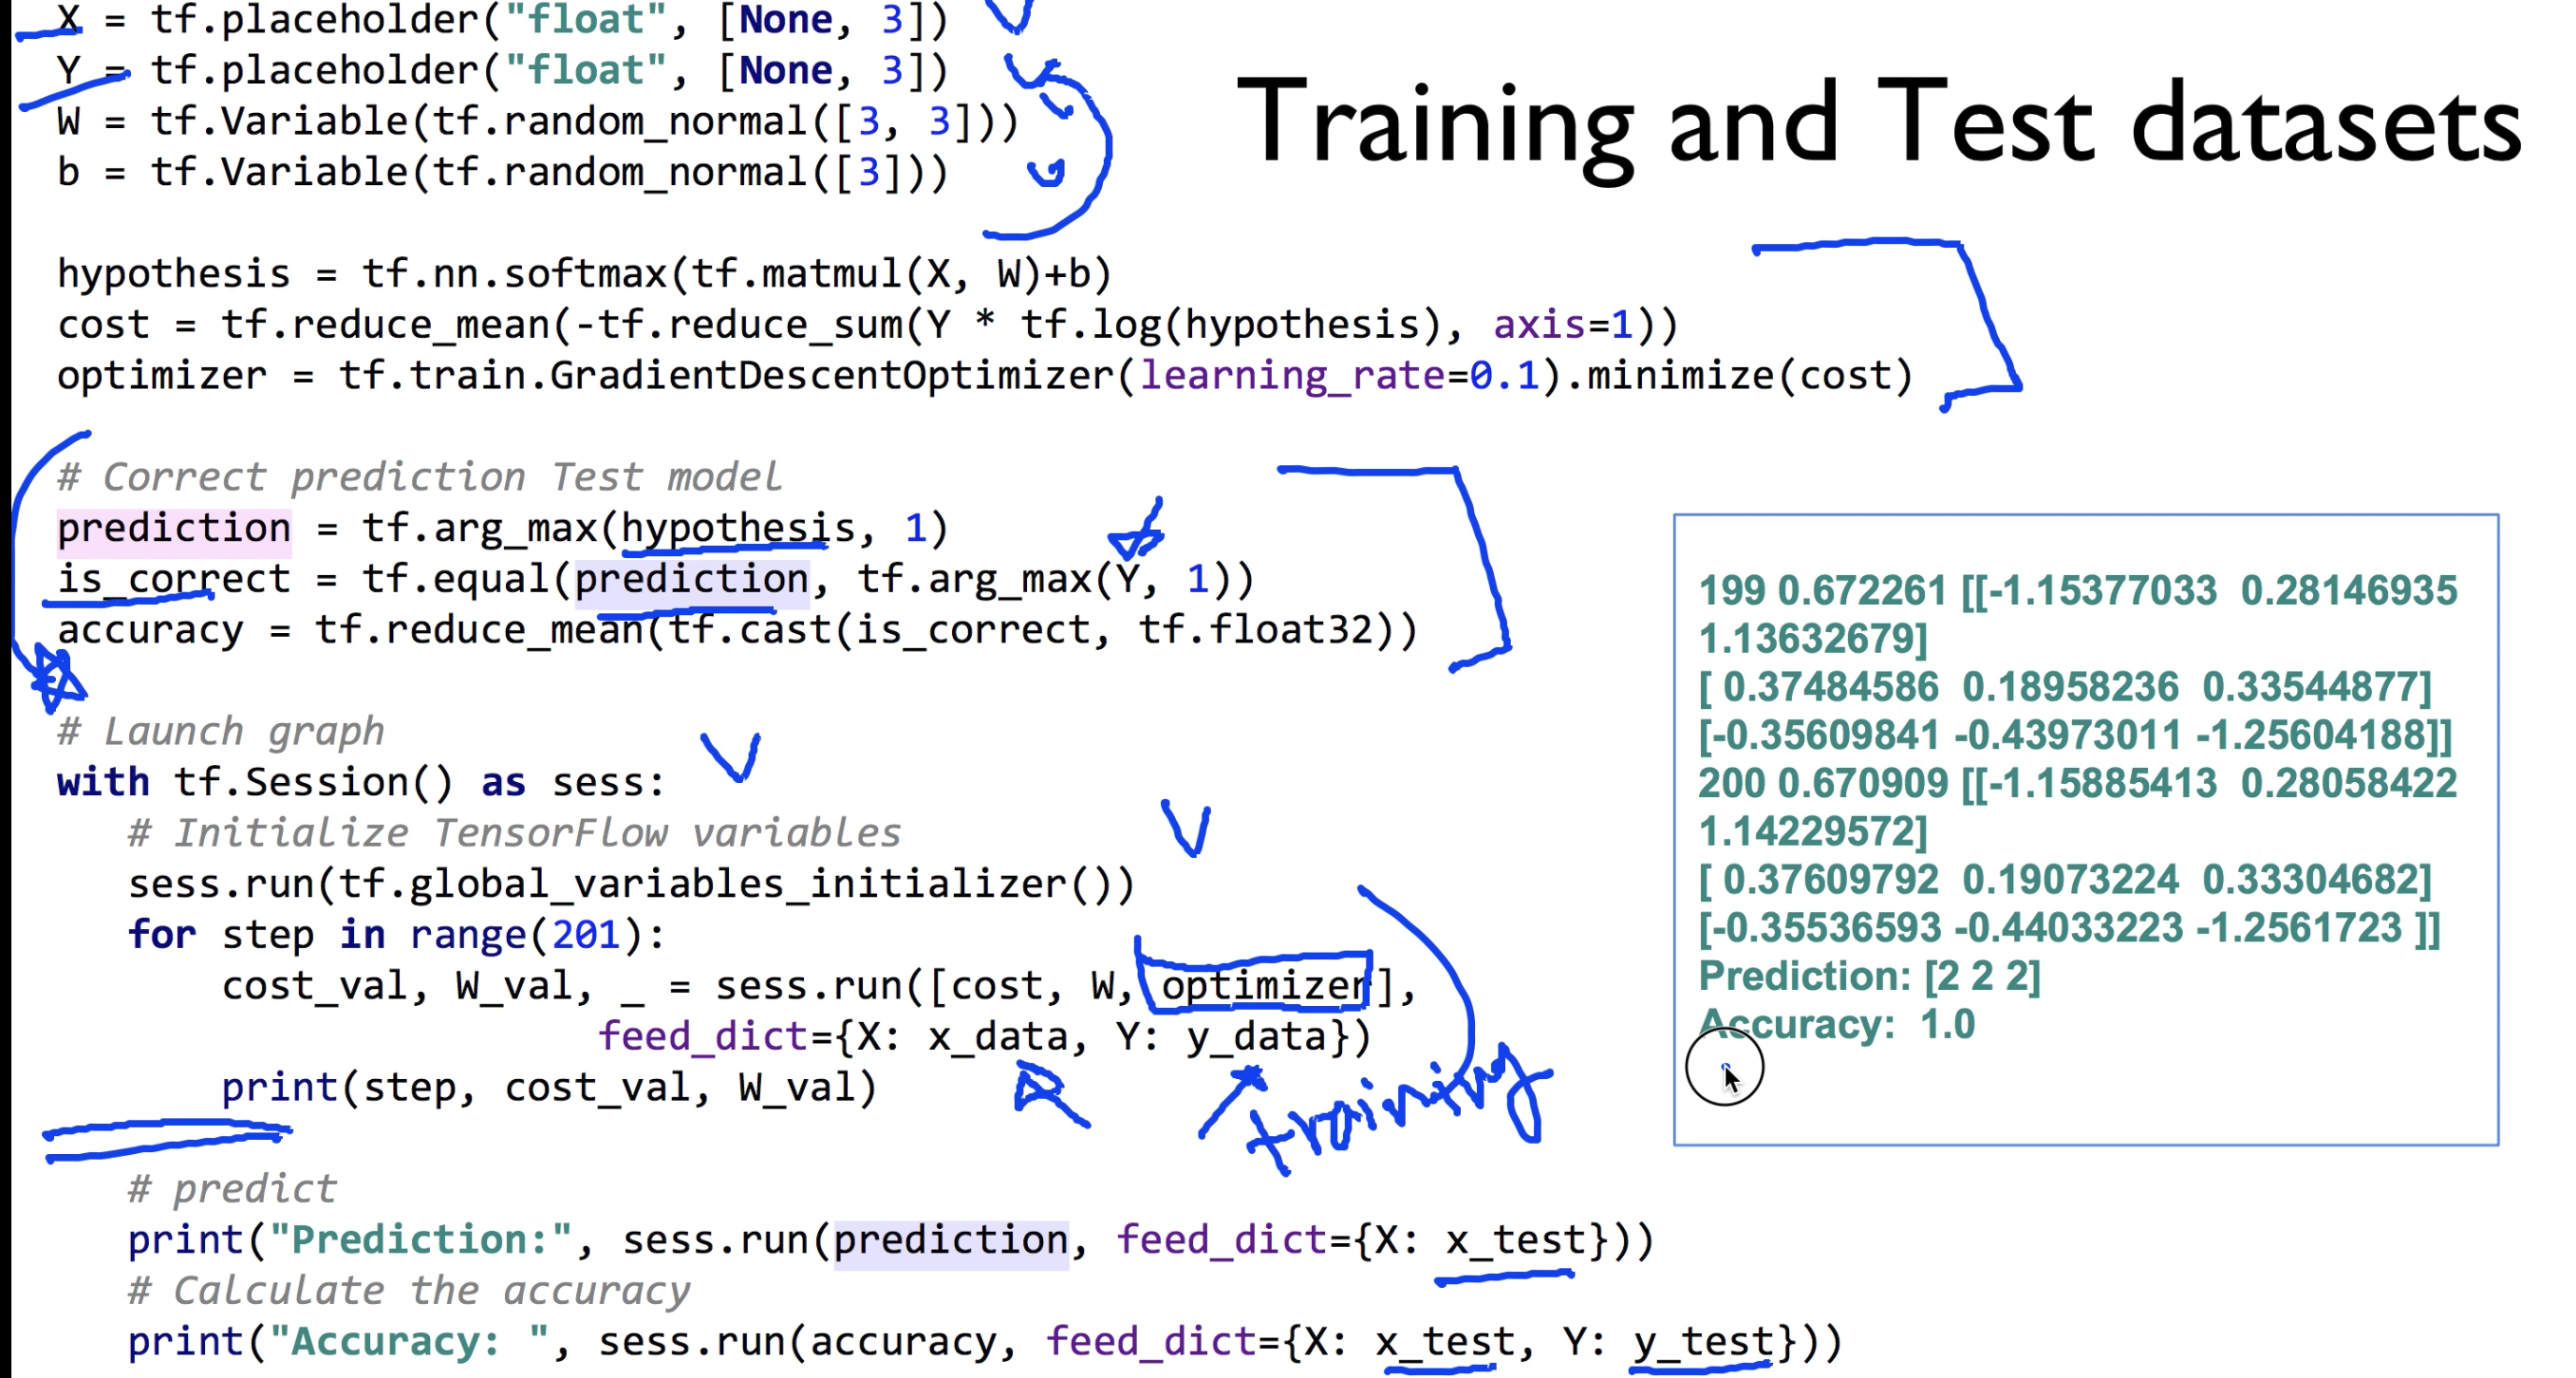 X = tf.placeholder("float", [None, 3])
Y = tf.placeholder("float", [None, 3])
W = tf.Variable(tf.random_normal([3, 3]))
b = tf.Variable(tf.random_normal([3]))
Training and Test datasets
hypothesis = tf.nn.softmax(tf.matmul(X, W)+b)
cost = tf.reduce_mean(-tf.reduce_sum(Y * tf.log(hypothesis), axis=1))
optimizer = tf.train.GradientDescentOptimizer(learning_rate=0.1).minimize(cost)
# Correct prediction Test model
prediction = tf.arg_max(hypothesis, 1)
is_correct = tf.equal(prediction, tf.arg_max(Y, 1))
accuracy = tf.reduce_mean(tf.cast(is_correct, tf.float32))
# Launch graph
with tf.Session() as sess:
# Initialize TensorFlow variables
sess.run(tf.global_variables_initializer())
for step in range(201):
cost_val, W_val, _ = sess.run([cost, W, optimizer],
feed_dict={X: x_data, Y: y_data})
print(step, cost_val, W_val)
training
# predict
print("Prediction:", sess.run(prediction, feed_dict={X: x_test}))
# Calculate the accuracy
print("Accuracy: ", sess.run(accuracy, feed_dict={X: x_test, Y: y_test}))
199 0.672261 [[-1.15377033 0.28146935
1.13632679]
[ 0.37484586 0.18958236 0.33544877]
[-0.35609841 -0.43973011 -1.25604188]]
200 0.670909 [[-1.15885413 0.28058422
1.14229572]
[ 0.37609792 0.19073224 0.33304682]
[-0.35536593 -0.44033223 -1.2561723 ]]
Prediction: [2 2 2]
Accuracy: 1.0